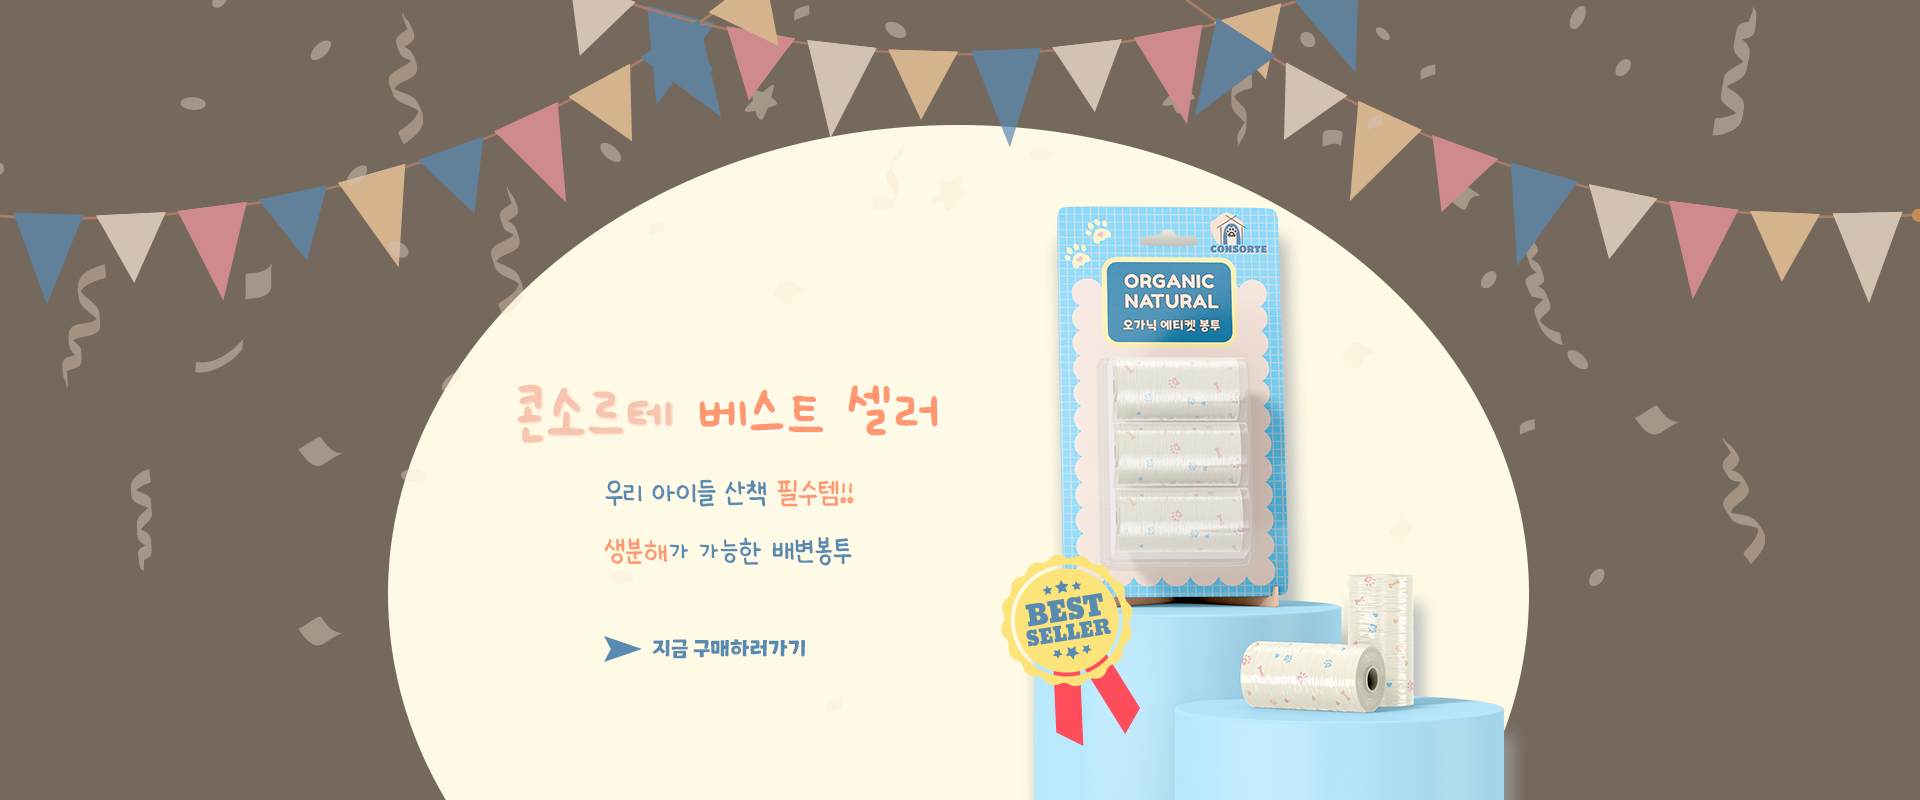 CONSORTE
ORGANIC
NATURAL
오가닉 에티켓 봉투
콘소르테 베스트 셀러
우리 아이들 산책 필수템!!
생분해가 가능한 배변봉투
BEST
SELLER
지금 구매하러가기